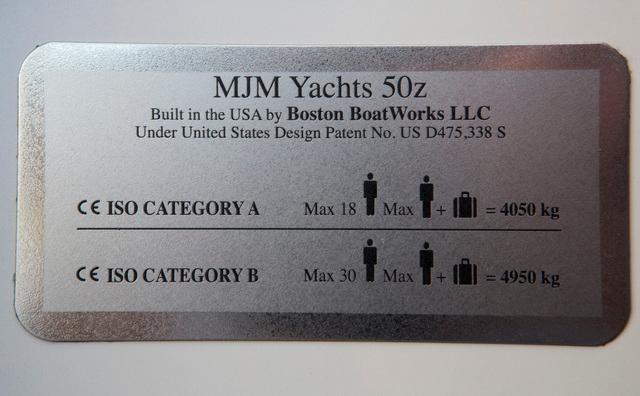 MJM Yachts 50z
Built in the USA by Boston BoatWorks LLC
Under United States Design Patent No. US D475,338 S
CE ISO CATEGORY A Max 18 Max + = 4050 kg
CE ISO CATEGORY B Max 30 Max + = 4950 kg